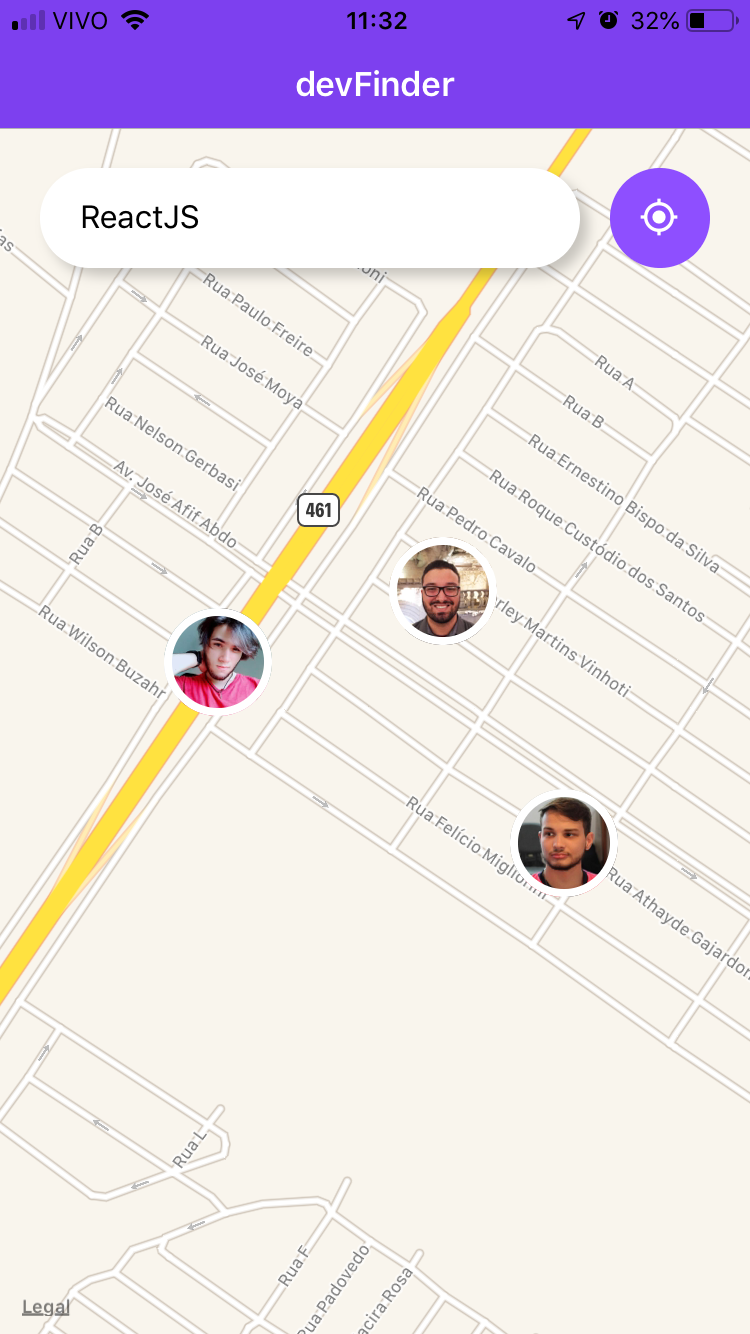 VIVO 11:32 32%
devFinder
ReactJS
Rua Paulo Freire
Rua José Moya
Rua A
Rua B
Rua Nelson Gerbasi
Rua Ernestino Bispo da Silva
Av. José Afif Abdo
Rua Roque Custódio dos Santos
461
Rua Pedro Cavalo
Rua B
rley Martins Vinhoti
Rua Wilson Buzahr
Rua Felício Migliorini
Rua Athayde Gajardon
Rua L
Rua F
Rua Padovedo
acira Rosa
Legal